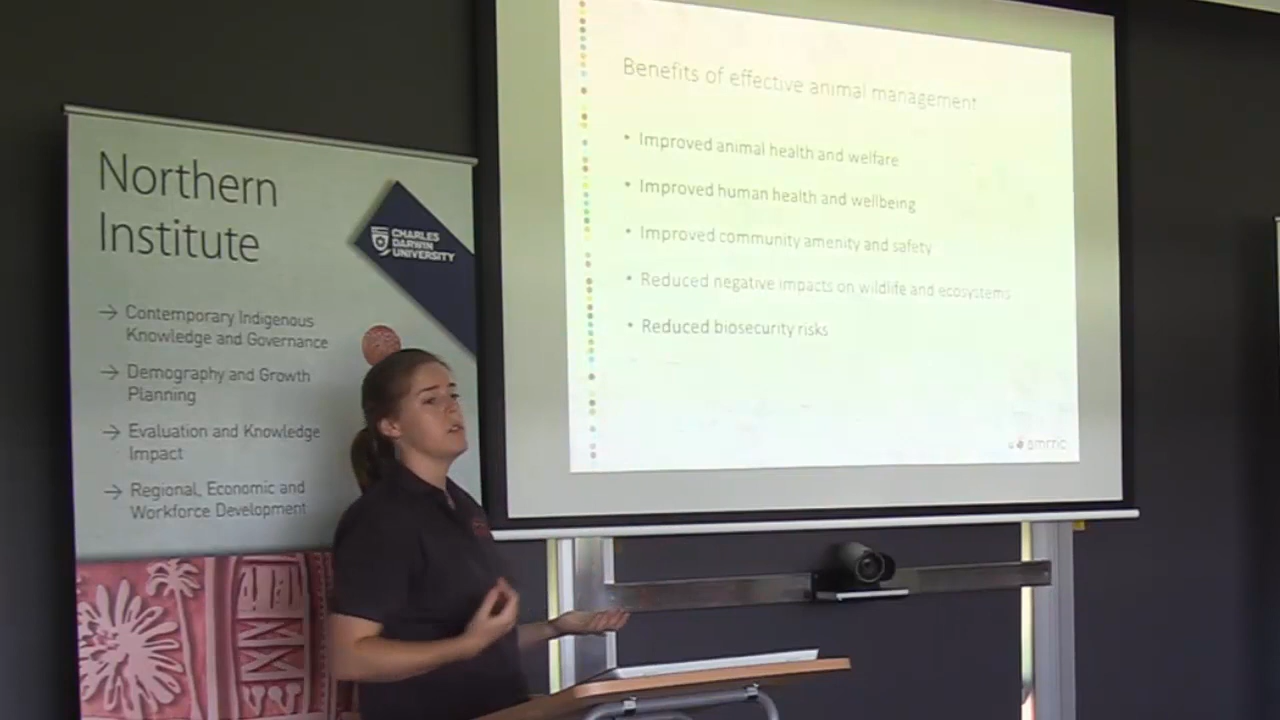 Northern
Institute
CHARLES
DARWIN
UNIVERSITY
→ Contemporary Indigenous
Knowledge and Governance
→ Demography and Growth
Planning
→ Evaluation and Knowledge
Impact
→ Regional, Economic and
Workforce Development
Benefits of effective animal management
• Improved animal health and welfare
• Improved human health and wellbeing
• Improved community amenity and safety
• Reduced negative impacts on wildlife and ecosystems
• Reduced biosecurity risks
amrric